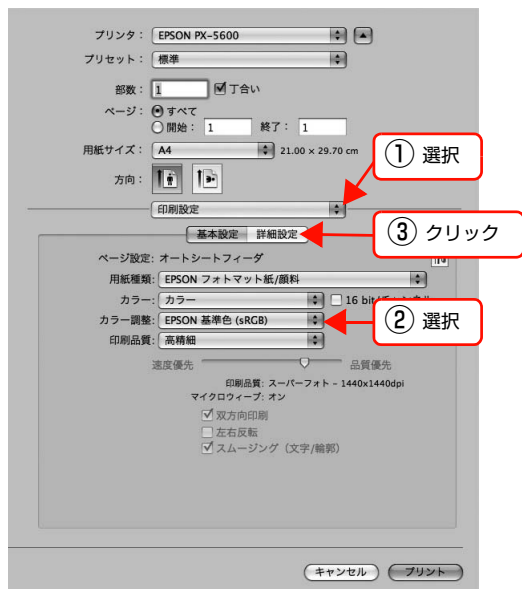 プリンタ： EPSON PX-5600
プリセット： 標準
部数： 1 丁合い
ページ： すべて
開始： 1 終了： 1
用紙サイズ： A4 21.00 × 29.70 cm
① 選択
方向：
印刷設定
基本設定 詳細設定
③ クリック
ページ設定: オートシートフィーダ
用紙種類: EPSON フォトマット紙/顔料
カラー: カラー 16 bit
カラー調整: EPSON 基準色 (sRGB)
② 選択
印刷品質: 高精細
速度優先 品質優先
印刷品質: スーパーフォト - 1440x1440dpi
マイクロウィーブ: オン
双方向印刷
左右反転
スムージング（文字/輪郭）
キャンセル プリント